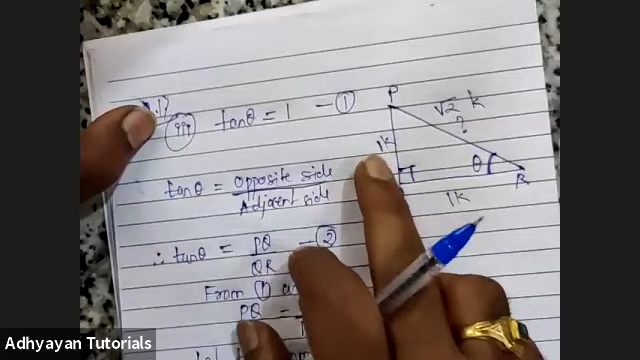 tanθ = 1 — ①
P
√2 k
?
1k
θ
R
1K
tanθ = Opposite side
Adjacent side
∴ tanθ = PQ — ②
QR
From ①
PQ
Adhyayan Tutorials